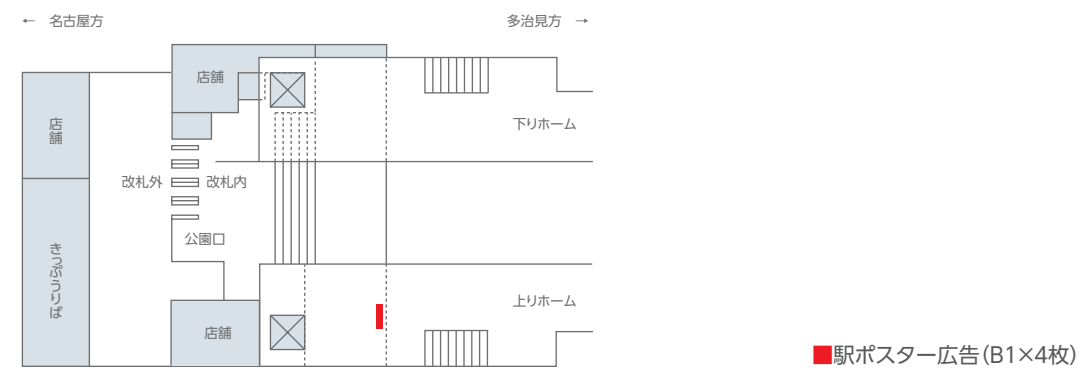 ← 名古屋方
多治見方 →
店舗
店舗
下りホーム
改札外
改札内
公園口
きっぷうりば
上りホーム
店舗
■駅ポスター広告(B1×4枚)